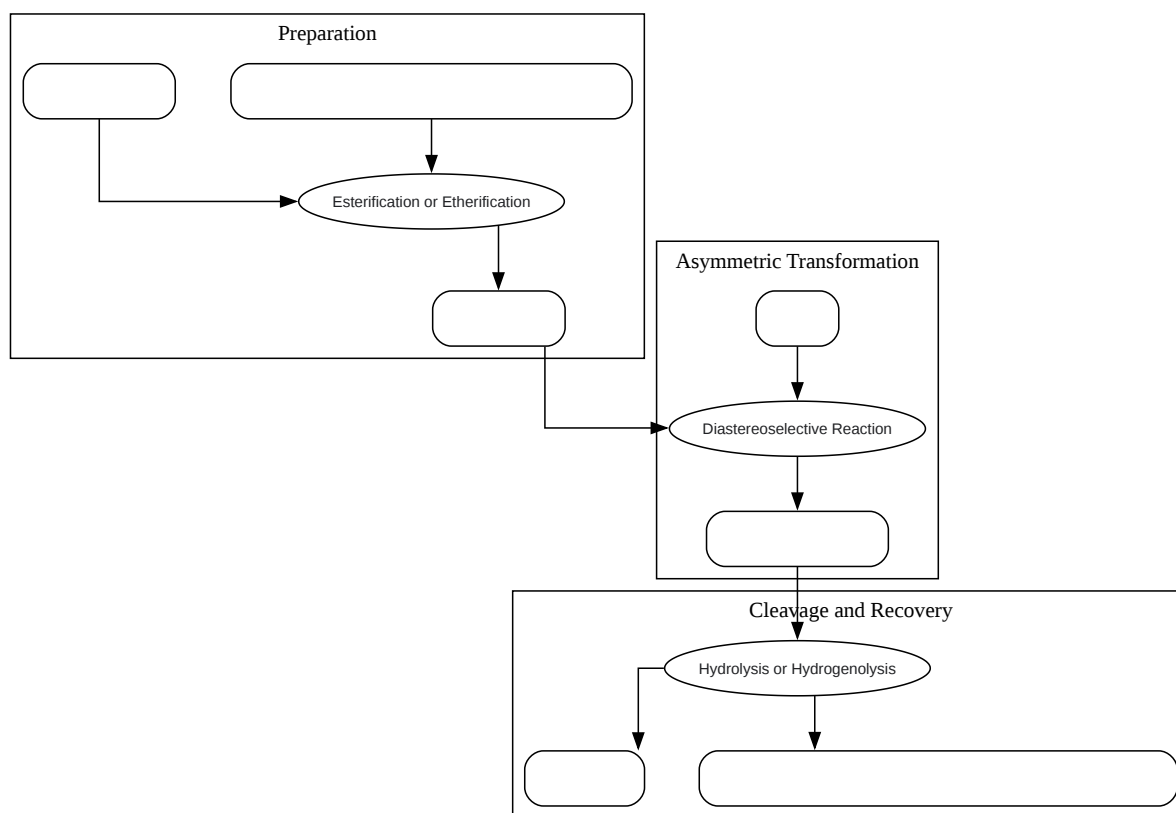 Preparation
Esterification or Etherification
Asymmetric Transformation
Diastereoselective Reaction
Cleavage and Recovery
Hydrolysis or Hydrogenolysis